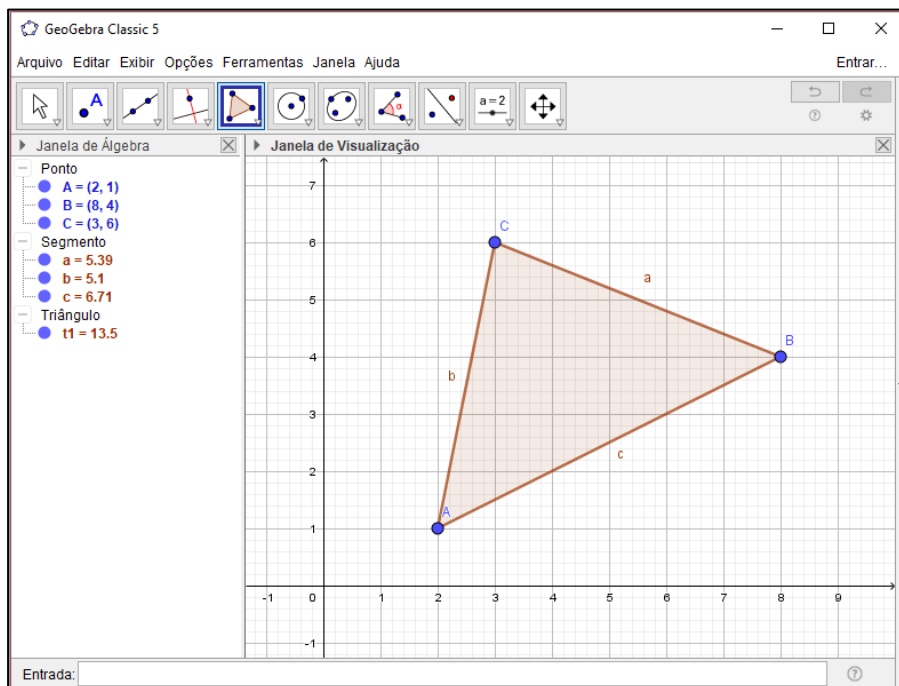 GeoGebra Classic 5
Arquivo Editar Exibir Opções Ferramentas Janela Ajuda Entrar...
A α a = 2
Janela de Álgebra
Ponto
A = (2, 1)
B = (8, 4)
C = (3, 6)
Segmento
a = 5.39
b = 5.1
c = 6.71
Triângulo
t1 = 13.5
Janela de Visualização
7
6
5
4
3
2
1
-1
-1 0 1 2 3 4 5 6 7 8 9
C
a
B
b
c
A
Entrada: